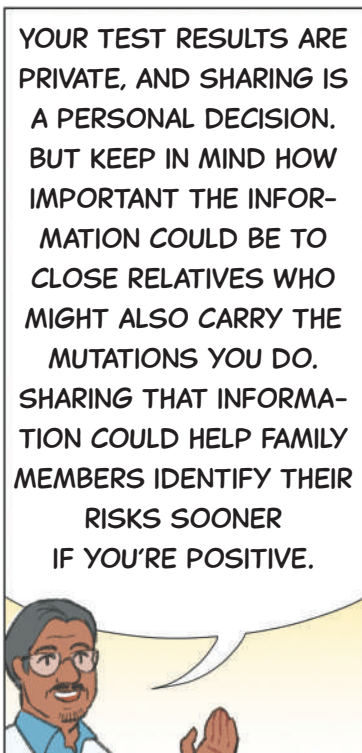 YOUR TEST RESULTS ARE
PRIVATE, AND SHARING IS
A PERSONAL DECISION.
BUT KEEP IN MIND HOW
IMPORTANT THE INFOR-
MATION COULD BE TO
CLOSE RELATIVES WHO
MIGHT ALSO CARRY THE
MUTATIONS YOU DO.
SHARING THAT INFORMA-
TION COULD HELP FAMILY
MEMBERS IDENTIFY THEIR
RISKS SOONER
IF YOU'RE POSITIVE.